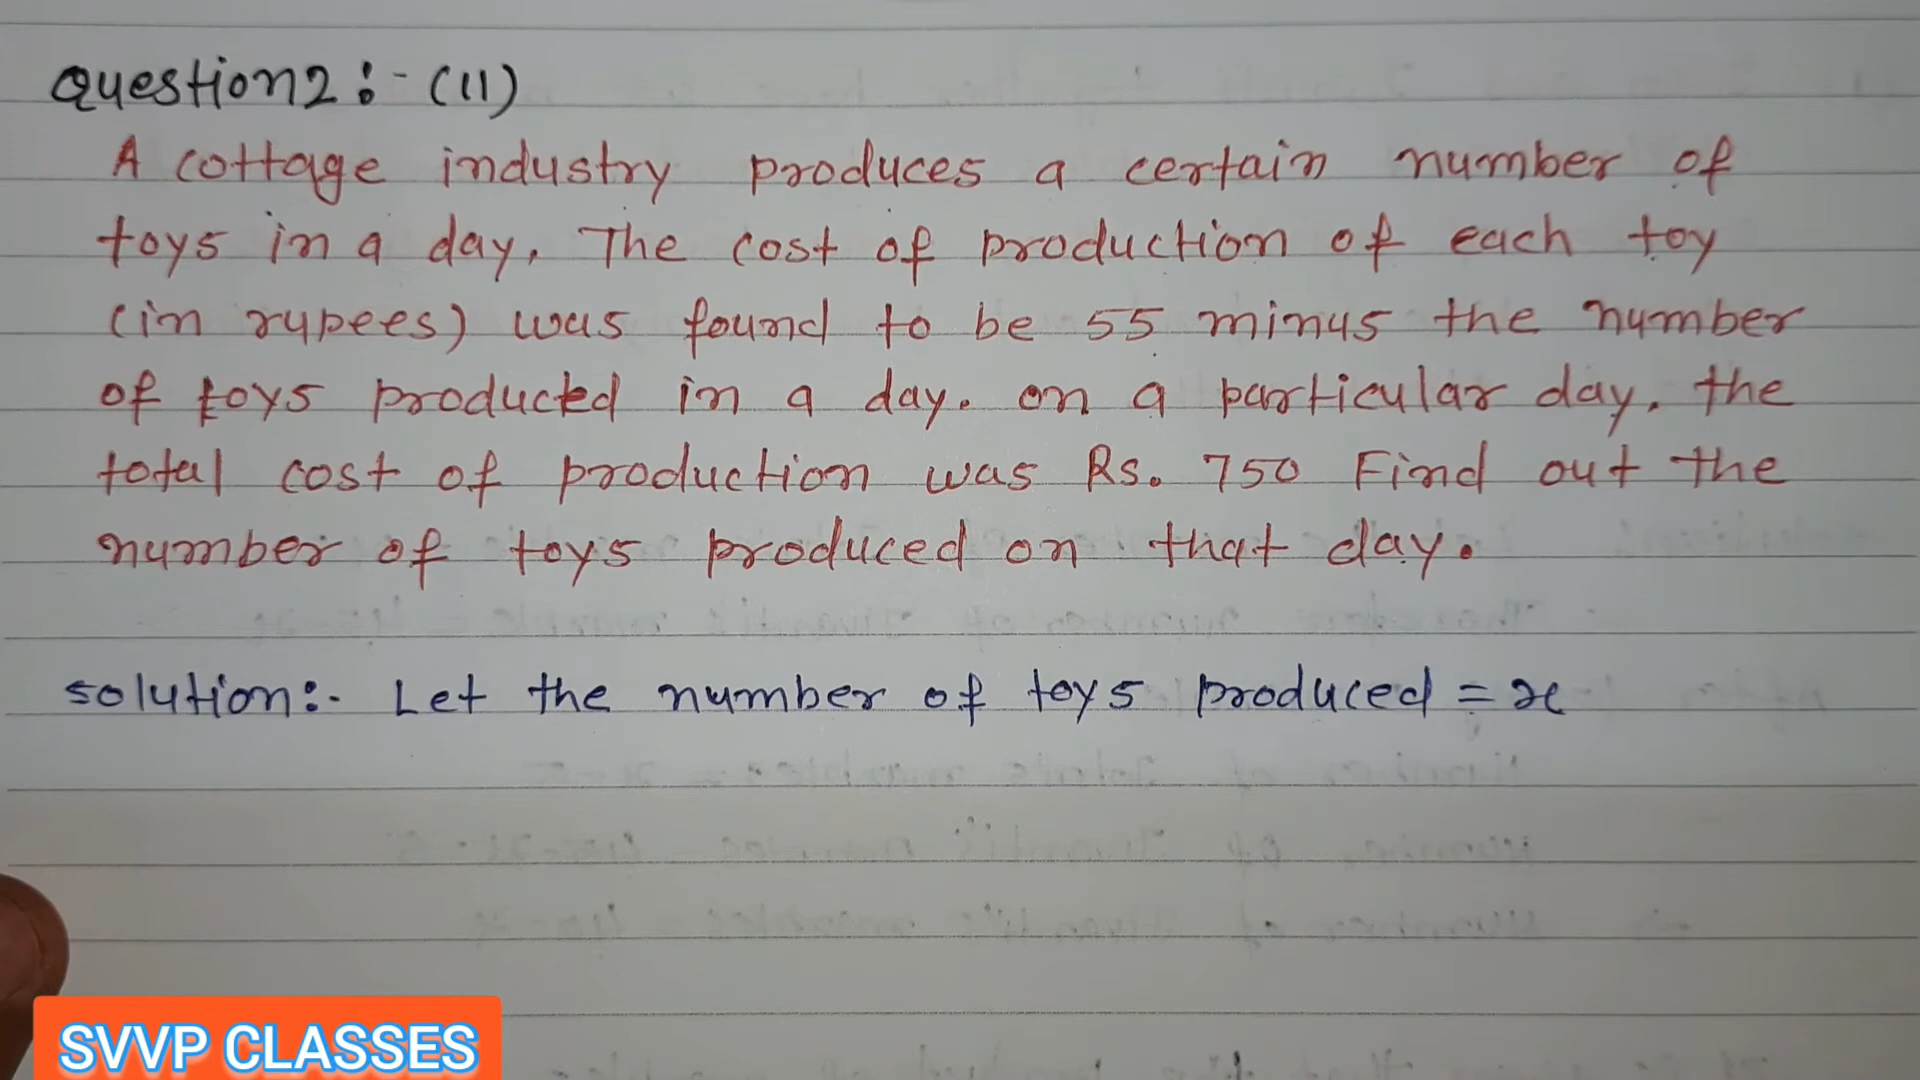 Question2:- (II)
A cottage industry produces a certain number of
toys in a day. The cost of production of each toy
(in rupees) was found to be 55 minus the number
of toys producted in a day. on a particular day. the
total cost of production was Rs. 750 Find out the
number of toys produced on that day.
solution:- Let the number of toys produced = x
SVVP CLASSES